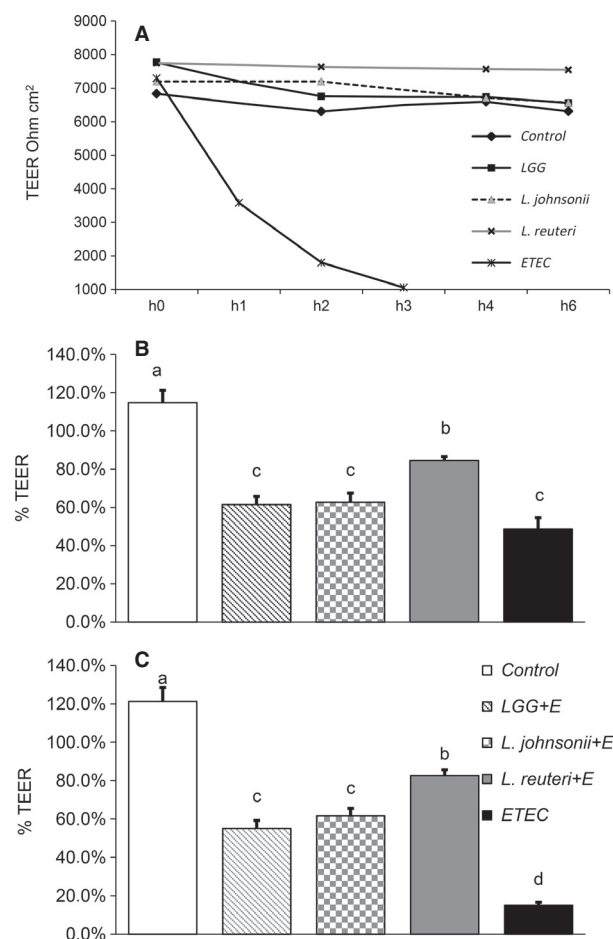 A
TEER Ohm cm²
9000
8000
7000
6000
5000
4000
3000
2000
1000
h0 h1 h2 h3 h4 h6
Control
LGG
L. johnsonii
L. reuteri
ETEC
B
% TEER
140.0%
120.0%
100.0%
80.0%
60.0%
40.0%
20.0%
0.0%
a
c
c
b
c
C
% TEER
140.0%
120.0%
100.0%
80.0%
60.0%
40.0%
20.0%
0.0%
a
c
c
b
d
Control
LGG+E
L. johnsonii+E
L. reuteri+E
ETEC